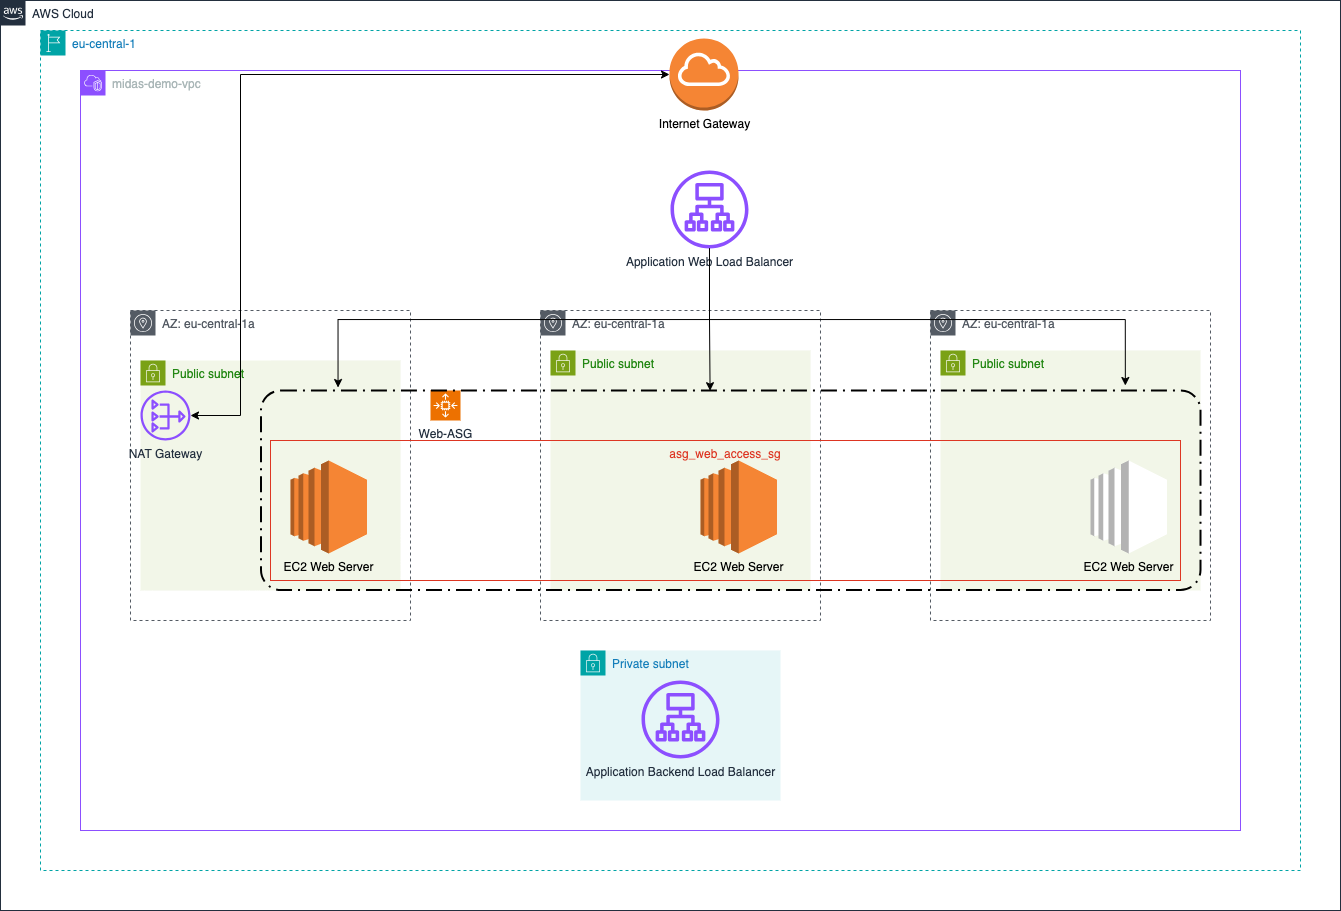 aws
AWS Cloud
eu-central-1
midas-demo-vpc
Internet Gateway
Application Web Load Balancer
AZ: eu-central-1a
AZ: eu-central-1a
AZ: eu-central-1a
Public subnet
Public subnet
Public subnet
NAT Gateway
Web-ASG
asg_web_access_sg
EC2 Web Server
EC2 Web Server
EC2 Web Server
Private subnet
Application Backend Load Balancer